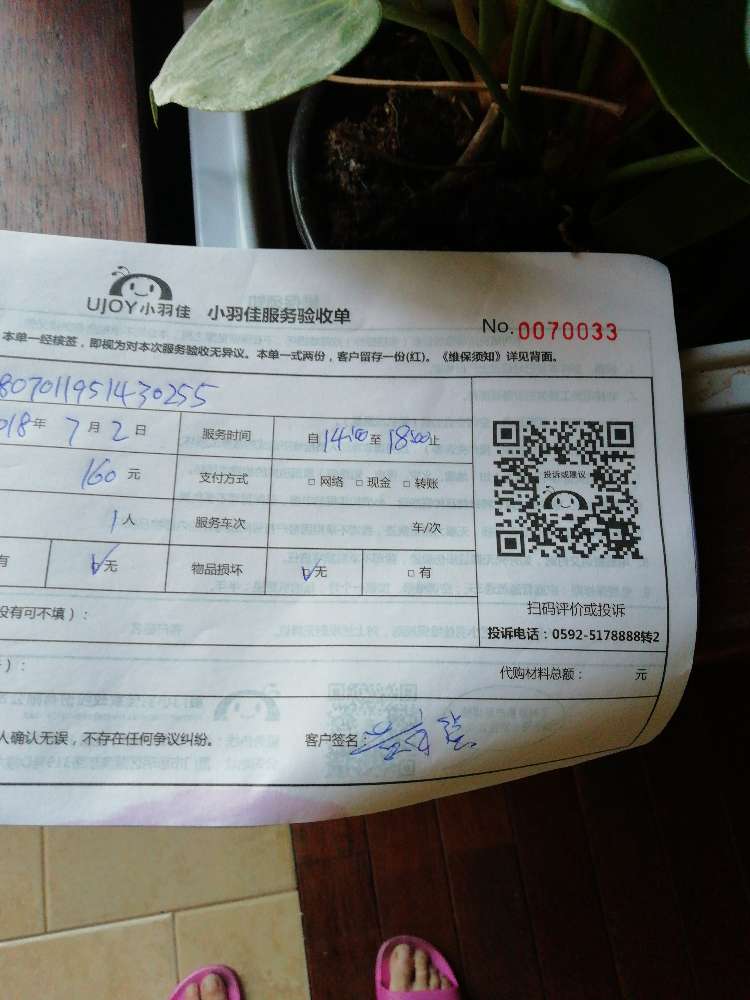 UJOY小羽佳 小羽佳服务验收单
No.0070033
本单一经缤签，即视为对本次服务验收无异议。本单一式两份，客户留存一份(红)。《维保须知》详见背面。
807011951430255
018年7月2日 服务时间 自14:00至18:00止
160元 支付方式 □网络 □现金 □转账
投诉或建议
1人 服务车次 车/次
有 ☑无 物品损坏 ☑无 □有
没有可不填）：
扫码评价或投诉
投诉电话：0592-5178888转2
）： 代购材料总额： 元
人确认无误，不存在任何争议纠纷。 客户签名：